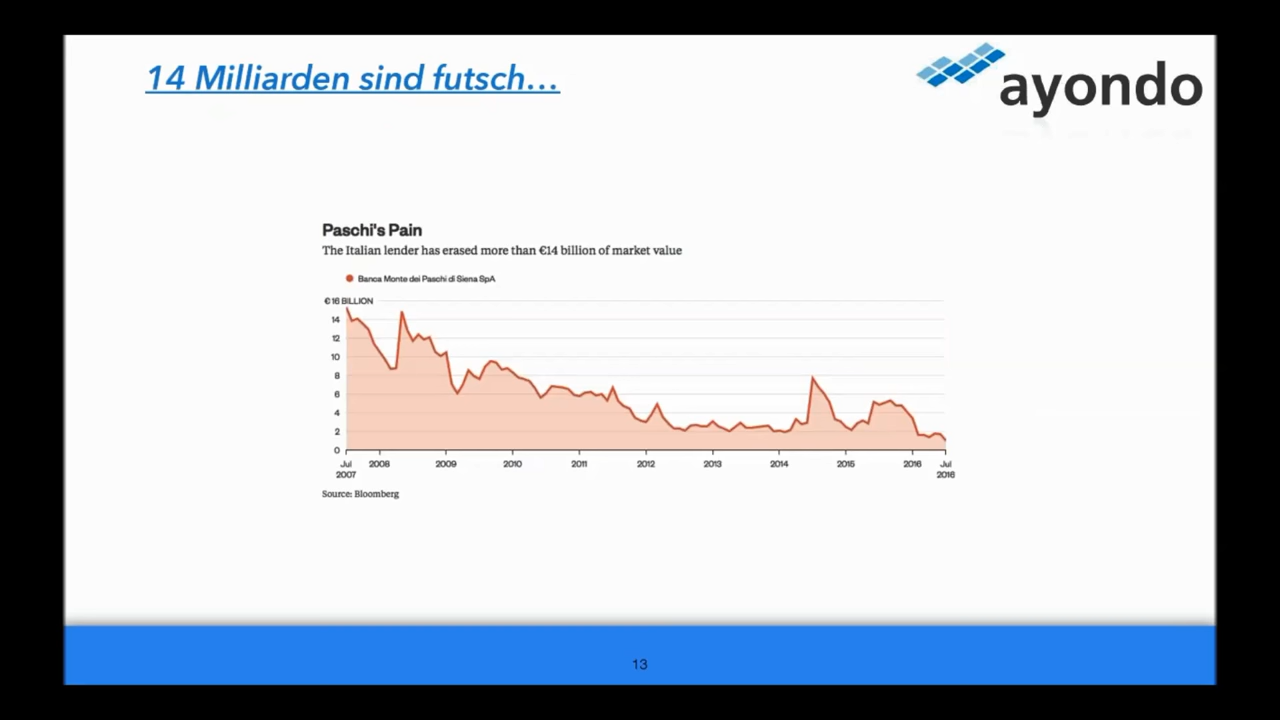 14 Milliarden sind futsch...
ayondo
Paschi's Pain
The Italian lender has erased more than €14 billion of market value
Banca Monte dei Paschi di Siena SpA
€ 16 BILLION
14
12
10
8
6
4
2
0
Jul 2008 2009 2010 2011 2012 2013 2014 2015 2016 Jul
2007 2016
Source: Bloomberg
13